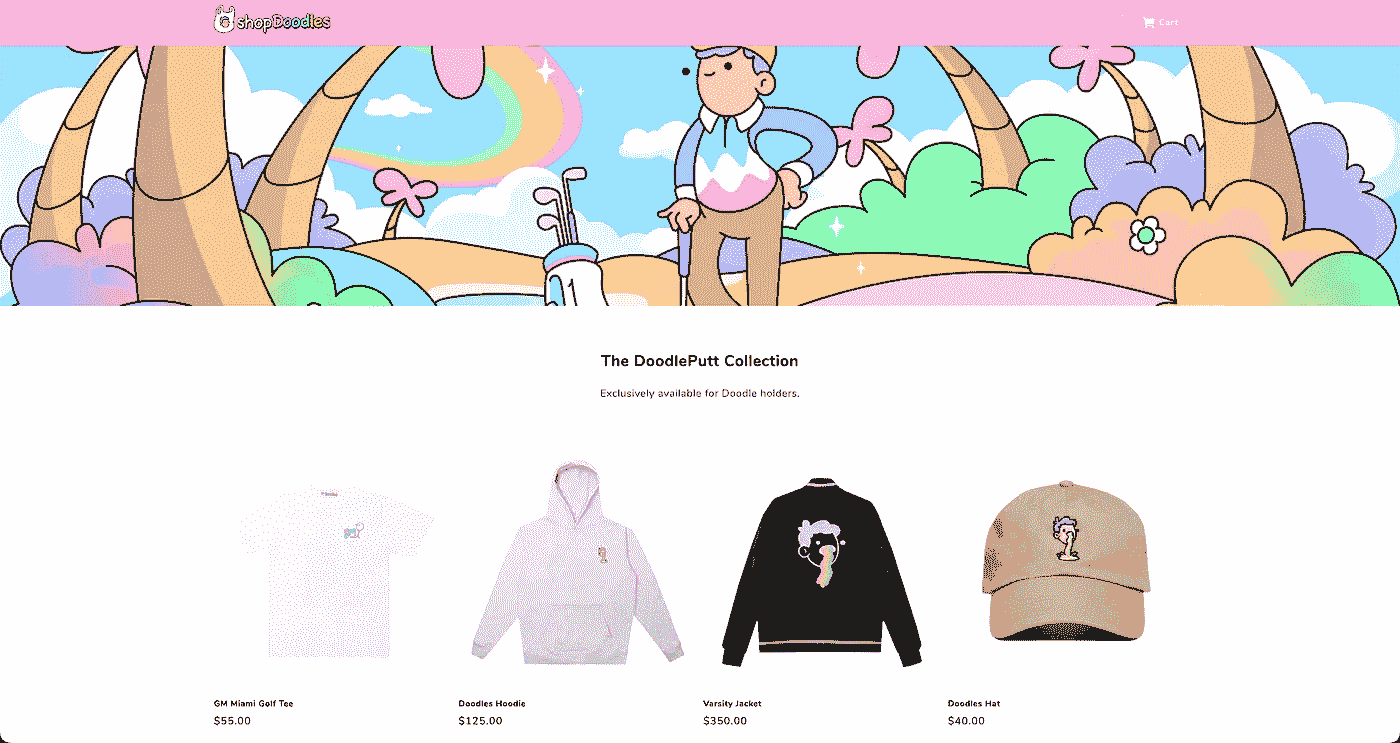 shopDoodles
Cart
1
The DoodlePutt Collection
Exclusively available for Doodle holders.
GM Miami Golf Tee
$55.00
Doodles Hoodie
$125.00
Varsity Jacket
$350.00
Doodles Hat
$40.00